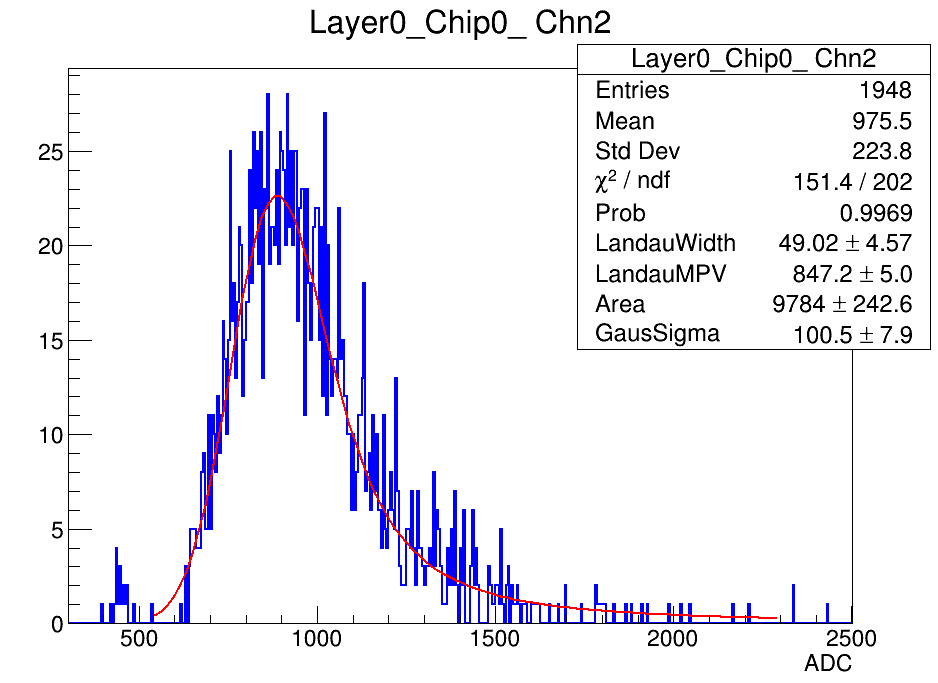 Layer0_Chip0_ Chn2
Layer0_Chip0_ Chn2
Entries 1948
Mean 975.5
Std Dev 223.8
χ² / ndf 151.4 / 202
Prob 0.9969
LandauWidth 49.02 ± 4.57
LandauMPV 847.2 ± 5.0
Area 9784 ± 242.6
GausSigma 100.5 ± 7.9
25
20
15
10
5
0
500 1000 1500 2000 2500
ADC